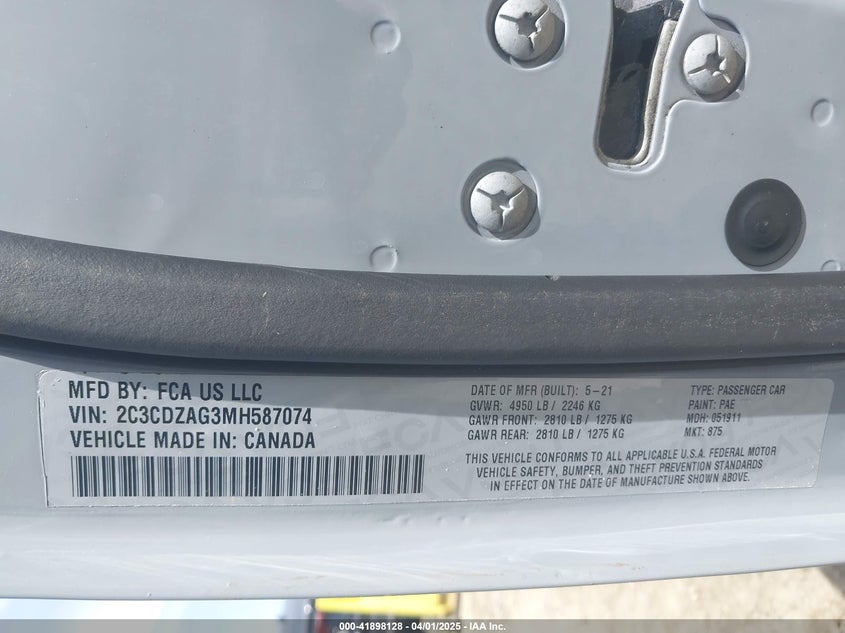 MFD BY: FCA US LLC
VIN: 2C3CDZAG3MH587074
VEHICLE MADE IN: CANADA
DATE OF MFR (BUILT): 5-21
GVWR: 4950 LB / 2246 KG
GAWR FRONT: 2810 LB / 1275 KG
GAWR REAR: 2810 LB / 1275 KG
TYPE: PASSENGER CAR
PAINT: PAE
MDH: 051911
MKT: 875
THIS VEHICLE CONFORMS TO ALL APPLICABLE U.S.A. FEDERAL MOTOR
VEHICLE SAFETY, BUMPER, AND THEFT PREVENTION STANDARDS
IN EFFECT ON THE DATE OF MANUFACTURE SHOWN ABOVE.
000-41898128 - 04/01/2025 - IAA Inc.